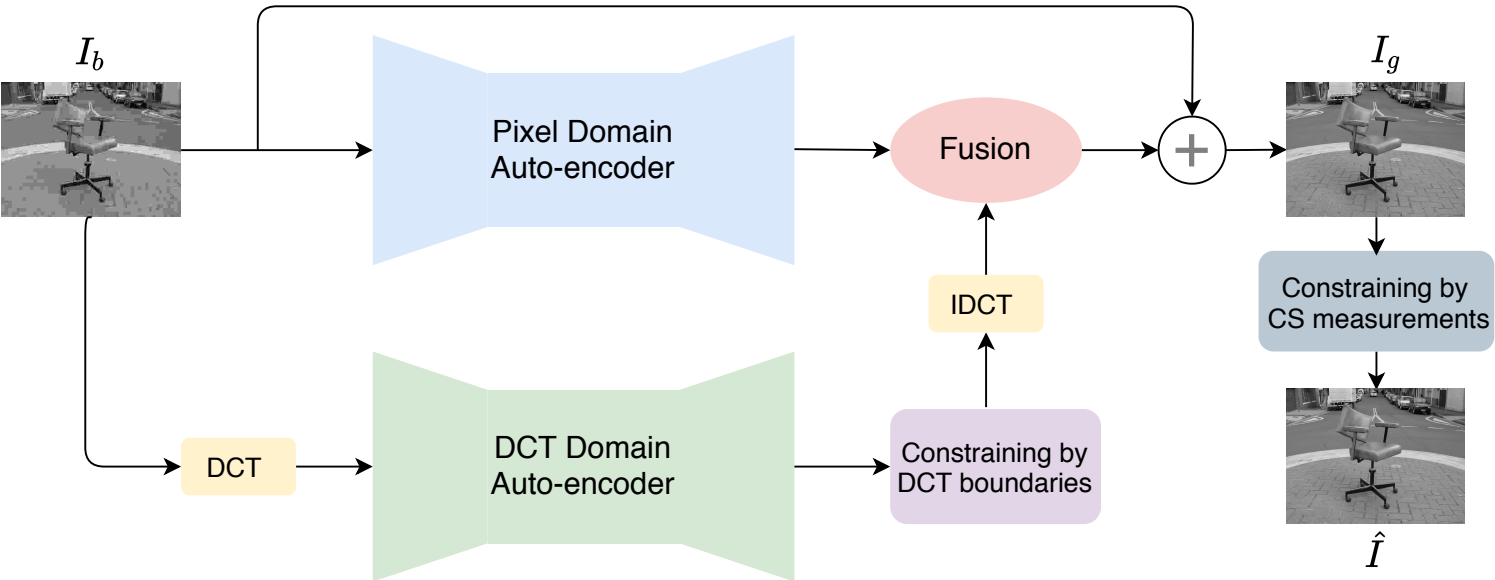 I_b
I_g
Pixel Domain
Auto-encoder
Fusion
+
IDCT
Constraining by
CS measurements
DCT
DCT Domain
Auto-encoder
Constraining by
DCT boundaries
Î